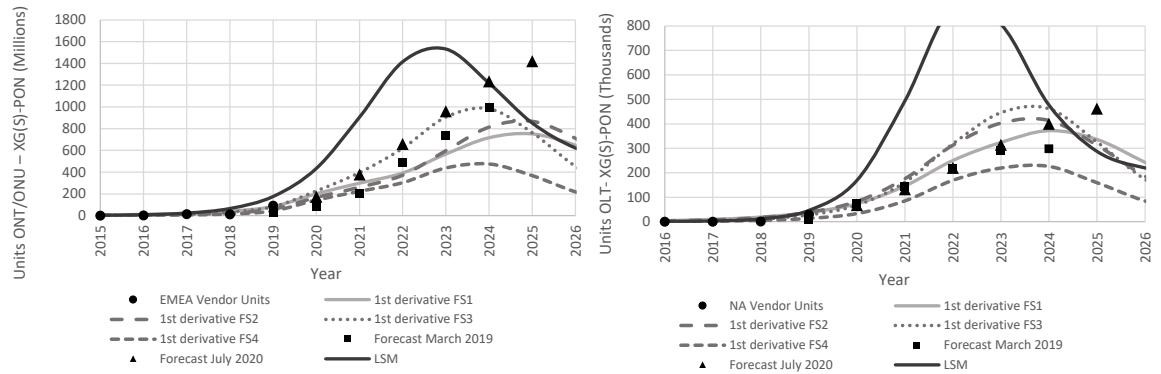 Units ONT/ONU – XG(S)-PON (Millions)
1800
1600
1400
1200
1000
800
600
400
200
0
2015
2016
2017
2018
2019
2020
2021
2022
2023
2024
2025
2026
Year
EMEA Vendor Units
1st derivative FS1
1st derivative FS2
1st derivative FS3
1st derivative FS4
Forecast March 2019
Forecast July 2020
LSM
Units OLT- XG(S)-PON (Thousands)
800
700
600
500
400
300
200
100
0
2016
2017
2018
2019
2020
2021
2022
2023
2024
2025
2026
Year
NA Vendor Units
1st derivative FS1
1st derivative FS2
1st derivative FS3
1st derivative FS4
Forecast March 2019
Forecast July 2020
LSM